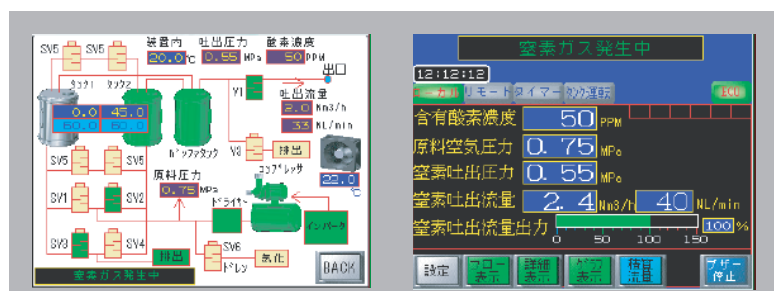 装置内 吐出圧力 酸素濃度
SV5 SV5 20.0℃ 0.55 MPa 50 PPM
出口
タンク1 タンク2 V1 吐出流量
0.0 45.0 2.0 Nm3/h
60.0 60.0 33 NL/min
バッファタンク V3 排出
SV5 SV5 原料圧力 コンプレッサ
22.0℃
SV1 SV2 0.75 MPa ドライヤー
インバータ
SV3 SV4 排出 SV6
ドレン 気化
窒素ガス発生中 BACK
窒素ガス発生中
12:12:12
ローカル リモート タイマー タンク運転 ECO
含有酸素濃度 50 PPM
原料空気圧力 0.75 MPa
窒素吐出圧力 0.55 MPa
窒素吐出流量 2.4 Nm3/h 40 NL/min
窒素吐出流量出力 100 %
0 50 100 150
設定 フロー表示 詳細表示 グラフ表示 積算流量 ブザー停止